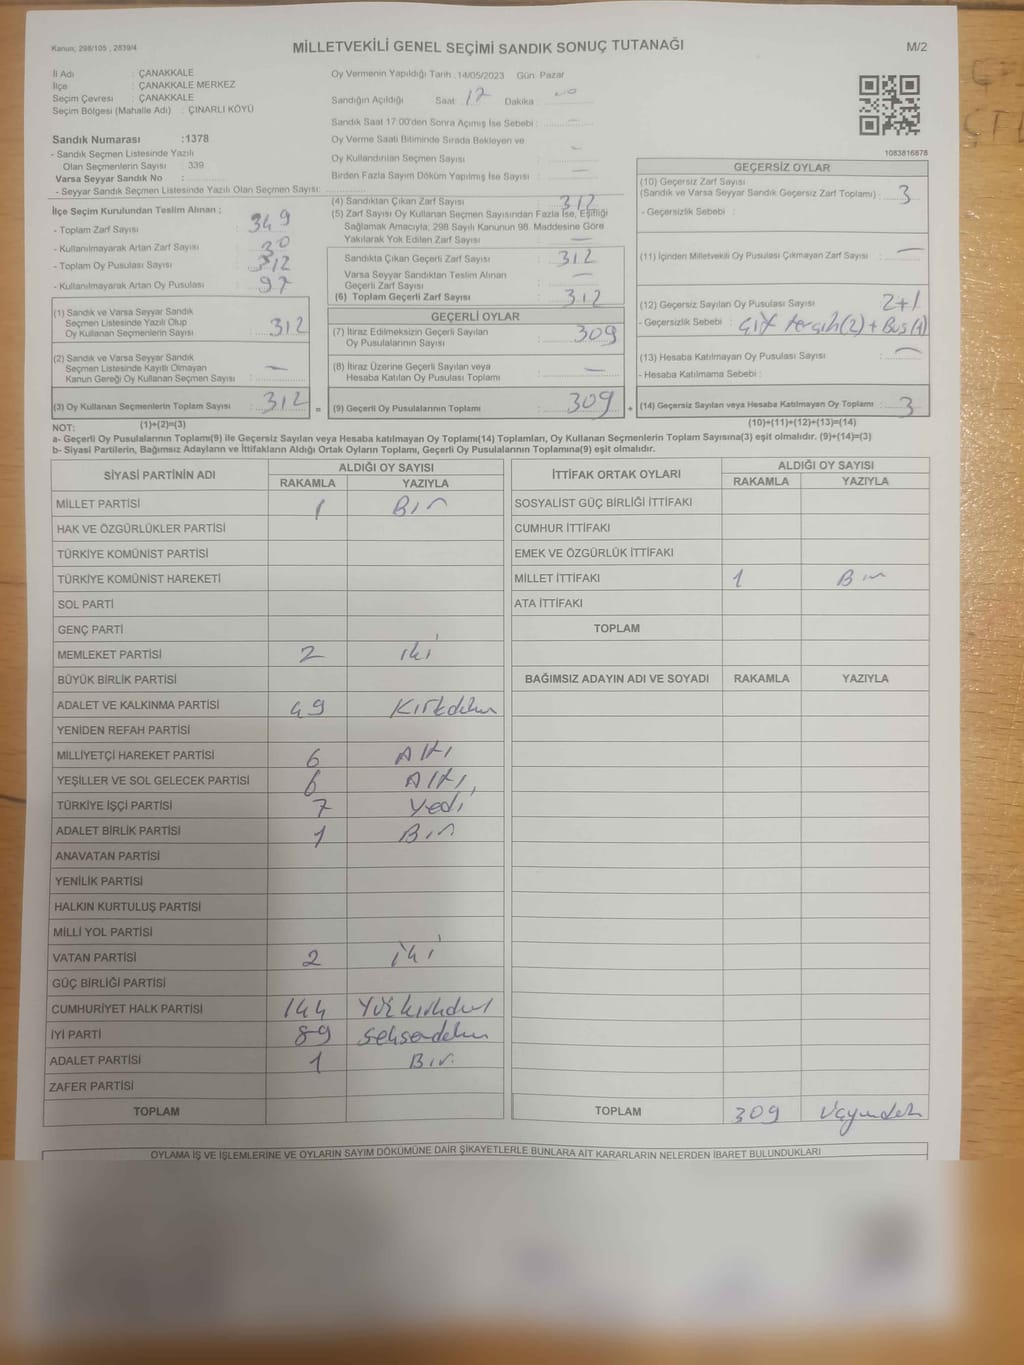 Kanun; 298/105 , 2839/4
MİLLETVEKİLİ GENEL SEÇİMİ SANDIK SONUÇ TUTANAĞI
M/2
İl Adı : ÇANAKKALE
İlçe : ÇANAKKALE MERKEZ
Seçim Çevresi : ÇANAKKALE
Seçim Bölgesi (Mahalle Adı) : ÇINARLI KÖYÜ
Sandık Numarası :1378
- Sandık Seçmen Listesinde Yazılı
Olan Seçmenlerin Sayısı : 339
Varsa Seyyar Sandık No :
- Seyyar Sandık Seçmen Listesinde Yazılı Olan Seçmen Sayısı:
Oy Vermenin Yapıldığı Tarih :14/05/2023 Gün: Pazar
Sandığın Açıldığı Saat: 17 Dakika :
Sandık Saat 17:00'den Sonra Açımış İse Sebebi : —
Oy Verme Saati Bitiminde Sırada Bekleyen ve
Oy Kullandırılan Seçmen Sayısı : —
Birden Fazla Sayım Döküm Yapılmış İse Sayısı : —
1083816878
İlçe Seçim Kurulundan Teslim Alınan ;
- Toplam Zarf Sayısı : 349
- Kullanılmayarak Artan Zarf Sayısı : 30
- Toplam Oy Pusulası Sayısı : 312
- Kullanılmayarak Artan Oy Pusulası : 97
(1) Sandık ve Varsa Seyyar Sandık
Seçmen Listesinde Yazılı Olup
Oy Kullanan Seçmenlerin Sayısı : 312
(2) Sandık ve Varsa Seyyar Sandık
Seçmen Listesinde Kayıtlı Olmayan
Kanun Gereği Oy Kullanan Seçmen Sayısı : —
(3) Oy Kullanan Seçmenlerin Toplam Sayısı : 312
(4) Sandıktan Çıkan Zarf Sayısı : 312
(5) Zarf Sayısı Oy Kullanan Seçmen Sayısından Fazla İse, Eşitliği
Sağlamak Amacıyla; 298 Sayılı Kanunun 98. Maddesine Göre
Yakılarak Yok Edilen Zarf Sayısı : —
Sandıkta Çıkan Geçerli Zarf Sayısı : 312
Varsa Seyyar Sandıktan Teslim Alınan
Geçerli Zarf Sayısı : —
(6) Toplam Geçerli Zarf Sayısı : 312
GEÇERLİ OYLAR
(7) İtiraz Edilmeksizin Geçerli Sayılan
Oy Pusulalarının Sayısı : 309
(8) İtiraz Üzerine Geçerli Sayılan veya
Hesaba Katılan Oy Pusulası Toplamı : —
= (9) Geçerli Oy Pusulalarının Toplamı : 309
GEÇERSİZ OYLAR
(10) Geçersiz Zarf Sayısı
(Sandık ve Varsa Seyyar Sandık Geçersiz Zarf Toplamı) : 3
- Geçersizlik Sebebi :
(11) İçinden Milletvekili Oy Pusulası Çıkmayan Zarf Sayısı : —
(12) Geçersiz Sayılan Oy Pusulası Sayısı : 2+1
- Geçersizlik Sebebi : Çift tercih(2) + Boş(1)
(13) Hesaba Katılmayan Oy Pusulası Sayısı : —
- Hesaba Katılmama Sebebi :
+ (14) Geçersiz Sayılan veya Hesaba Katılmayan Oy Toplamı : 3
NOT: (1)+(2)=(3)
(10)+(11)+(12)+(13)=(14)
a- Geçerli Oy Pusulalarının Toplamı(9) ile Geçersiz Sayılan veya Hesaba katılmayan Oy Toplamı(14) Toplamları, Oy Kullanan Seçmenlerin Toplam Sayısına(3) eşit olmalıdır. (9)+(14)=(3)
b- Siyasi Partilerin, Bağımsız Adayların ve İttifakların Aldığı Ortak Oyların Toplamı, Geçerli Oy Pusulalarının Toplamına(9) eşit olmalıdır.
SİYASİ PARTİNİN ADI ALDIĞI OY SAYISI
RAKAMLA YAZIYLA
MİLLET PARTİSİ 1 Bir
HAK VE ÖZGÜRLÜKLER PARTİSİ
TÜRKİYE KOMÜNİST PARTİSİ
TÜRKİYE KOMÜNİST HAREKETİ
SOL PARTİ
GENÇ PARTİ
MEMLEKET PARTİSİ 2 iki
BÜYÜK BİRLİK PARTİSİ
ADALET VE KALKINMA PARTİSİ 49 Kırkdokuz
YENİDEN REFAH PARTİSİ
MİLLİYETÇİ HAREKET PARTİSİ 6 Altı
YEŞİLLER VE SOL GELECEK PARTİSİ 6 Altı
TÜRKİYE İŞÇİ PARTİSİ 7 Yedi
ADALET BİRLİK PARTİSİ 1 Bir
ANAVATAN PARTİSİ
YENİLİK PARTİSİ
HALKIN KURTULUŞ PARTİSİ
MİLLİ YOL PARTİSİ
VATAN PARTİSİ 2 iki
GÜÇ BİRLİĞİ PARTİSİ
CUMHURİYET HALK PARTİSİ 144 Yüzkırkdört
İYİ PARTİ 89 Seksendokuz
ADALET PARTİSİ 1 Bir
ZAFER PARTİSİ
TOPLAM
İTTİFAK ORTAK OYLARI ALDIĞI OY SAYISI
RAKAMLA YAZIYLA
SOSYALİST GÜÇ BİRLİĞİ İTTİFAKI
CUMHUR İTTİFAKI
EMEK VE ÖZGÜRLÜK İTTİFAKI
MİLLET İTTİFAKI 1 Bir
ATA İTTİFAKI
TOPLAM
BAĞIMSIZ ADAYIN ADI VE SOYADI RAKAMLA YAZIYLA
TOPLAM 309
OYLAMA İŞ VE İŞLEMLERİNE VE OYLARIN SAYIM DÖKÜMÜNE DAİR ŞİKAYETLERLE BUNLARA AİT KARARLARIN NELERDEN İBARET BULUNDUKLARI